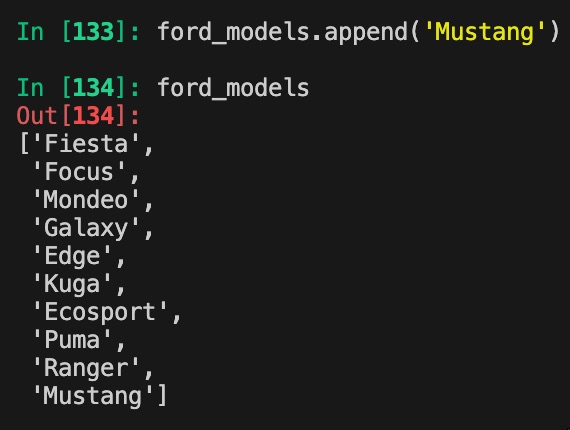 In [133]: ford_models.append('Mustang')
In [134]: ford_models
Out[134]:
['Fiesta',
 'Focus',
 'Mondeo',
 'Galaxy',
 'Edge',
 'Kuga',
 'Ecosport',
 'Puma',
 'Ranger',
 'Mustang']